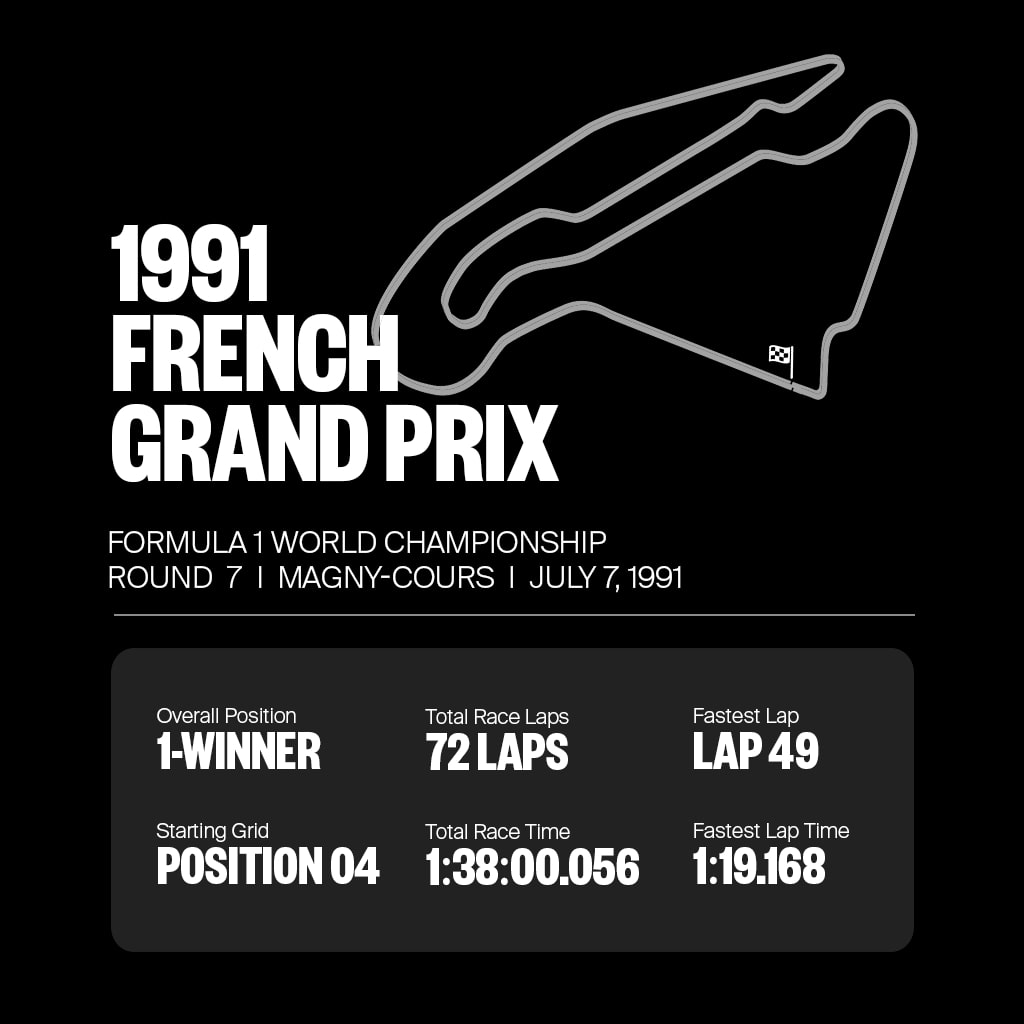 1991
FRENCH
GRAND PRIX
FORMULA 1 WORLD CHAMPIONSHIP
ROUND 7 | MAGNY-COURS | JULY 7, 1991
Overall Position
1-WINNER
Total Race Laps
72 LAPS
Fastest Lap
LAP 49
Starting Grid
POSITION 04
Total Race Time
1:38:00.056
Fastest Lap Time
1:19.168